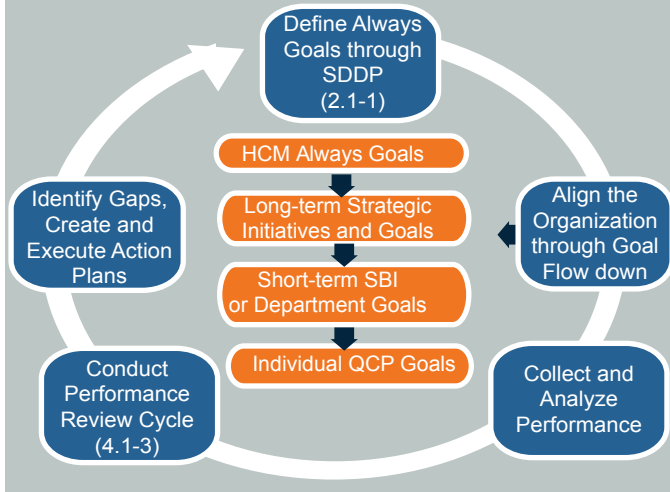 Define Always
Goals through
SDDP
(2.1-1)
HCM Always Goals
Long-term Strategic
Initiatives and Goals
Short-term SBI
or Department Goals
Individual QCP Goals
Align the
Organization
through Goal
Flow down
Collect and
Analyze
Performance
Conduct
Performance
Review Cycle
(4.1-3)
Identify Gaps,
Create and
Execute Action
Plans